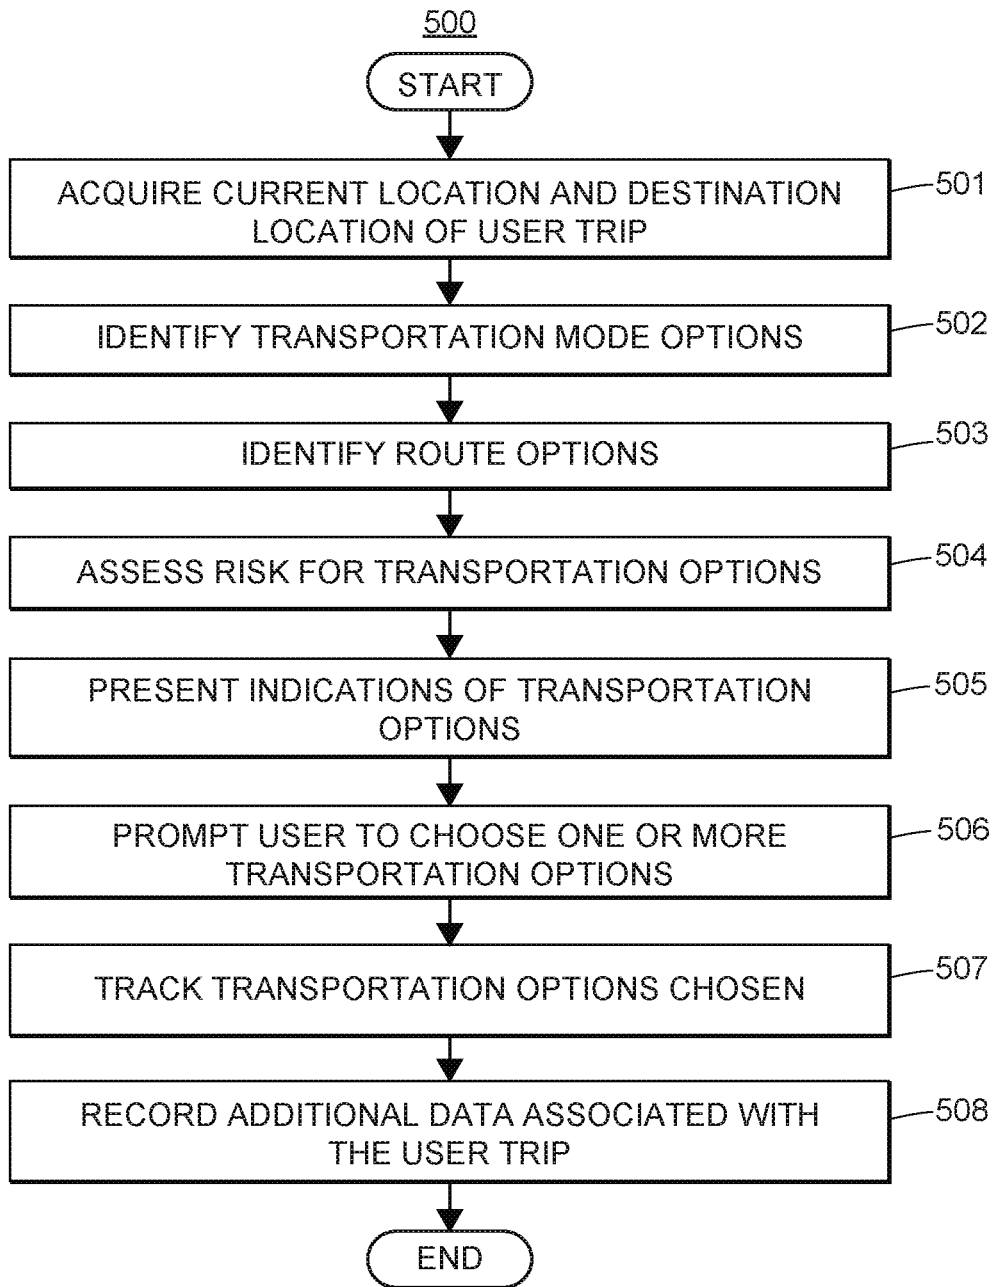 500
START
ACQUIRE CURRENT LOCATION AND DESTINATION
LOCATION OF USER TRIP
501
IDENTIFY TRANSPORTATION MODE OPTIONS
502
IDENTIFY ROUTE OPTIONS
503
ASSESS RISK FOR TRANSPORTATION OPTIONS
504
PRESENT INDICATIONS OF TRANSPORTATION
OPTIONS
505
PROMPT USER TO CHOOSE ONE OR MORE
TRANSPORTATION OPTIONS
506
TRACK TRANSPORTATION OPTIONS CHOSEN
507
RECORD ADDITIONAL DATA ASSOCIATED WITH
THE USER TRIP
508
END